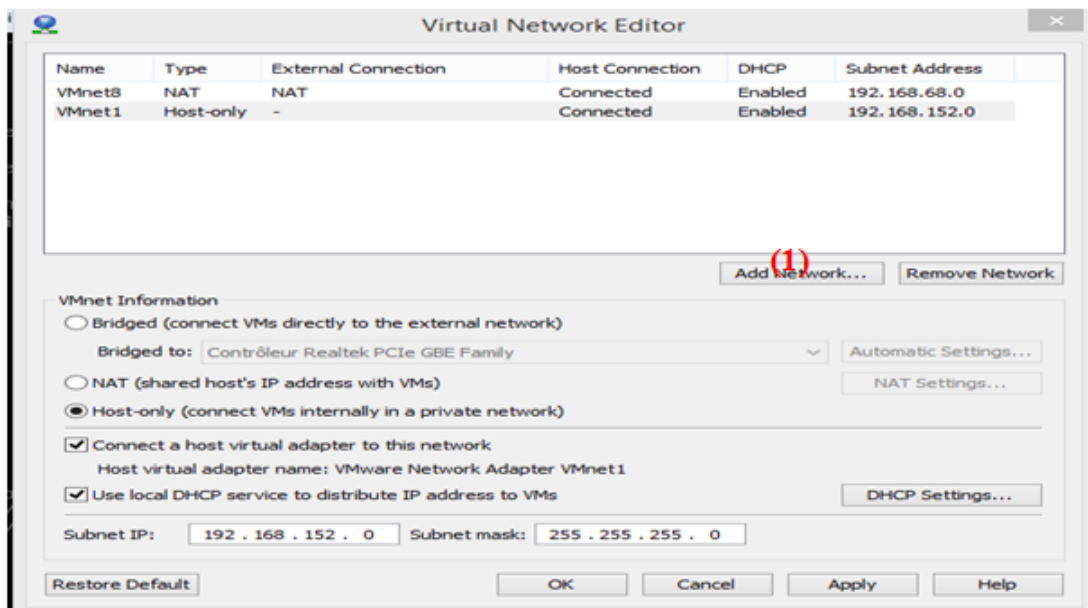 Virtual Network Editor
Name Type External Connection Host Connection DHCP Subnet Address
VMnet8 NAT NAT Connected Enabled 192.168.68.0
VMnet1 Host-only - Connected Enabled 192.168.152.0
(1)
Add Network... Remove Network
VMnet Information
Bridged (connect VMs directly to the external network)
Bridged to: Contrôleur Realtek PCIe GBE Family Automatic Settings...
NAT (shared host's IP address with VMs) NAT Settings...
Host-only (connect VMs internally in a private network)
Connect a host virtual adapter to this network
Host virtual adapter name: VMware Network Adapter VMnet1
Use local DHCP service to distribute IP address to VMs DHCP Settings...
Subnet IP: 192 . 168 . 152 . 0 Subnet mask: 255 . 255 . 255 . 0
Restore Default OK Cancel Apply Help